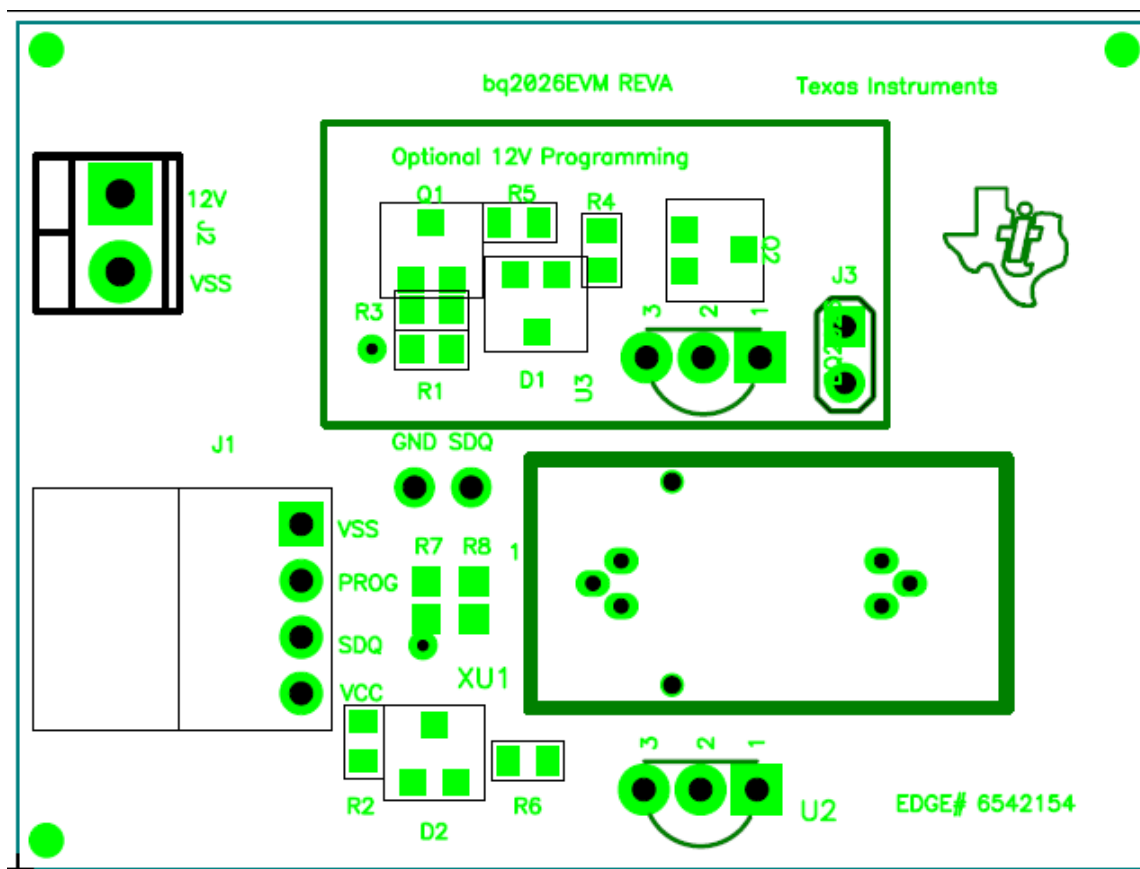 bq2026EVM REVA
Texas Instruments
Optional 12V Programming
12V
J2
VSS
Q1
R5
R4
Q2
J3
R3
R1
D1
U3
3 2 1
J1
GND SDQ
VSS
PROG
SDQ
VCC
R7 R8
1
XU1
R2
D2
R6
3 2 1
U2
EDGE# 6542154